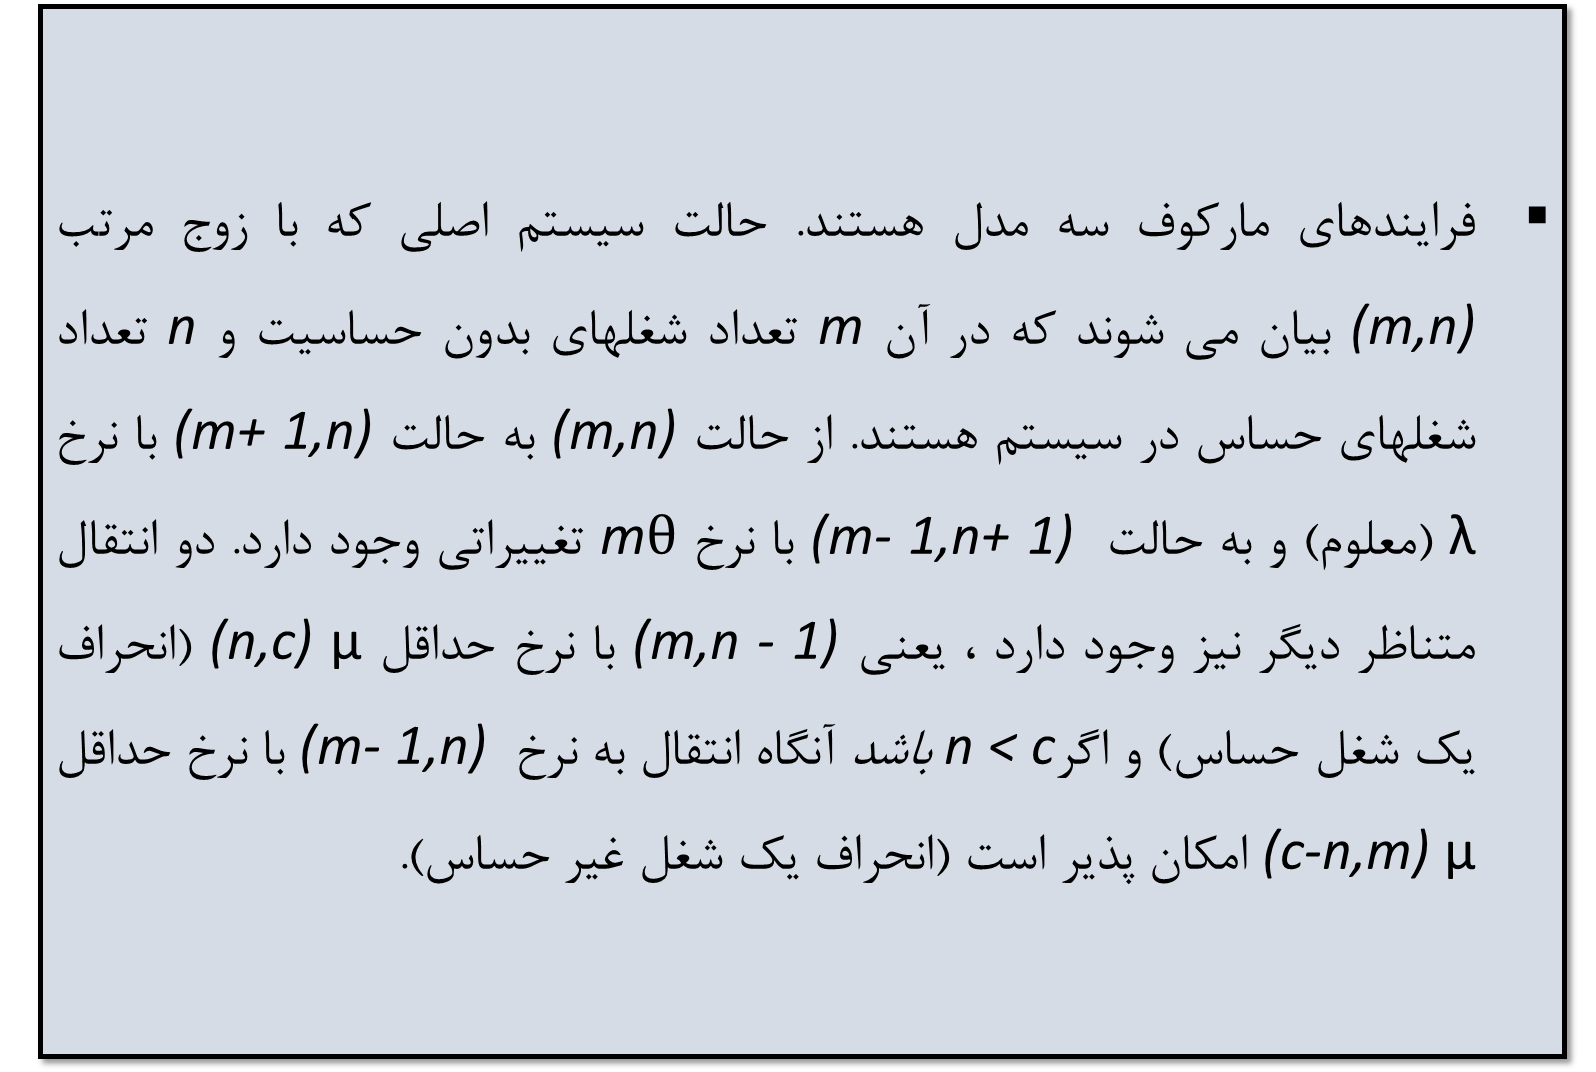 ▪ فرایندهای مارکوف سه مدل هستند. حالت سیستم اصلی که با زوج مرتب
(m,n) بیان می شوند که در آن m تعداد شغلهای بدون حساسیت و n تعداد
شغلهای حساس در سیستم هستند. از حالت (m,n) به حالت (m+ 1,n) با نرخ
λ (معلوم) و به حالت (m- 1,n+ 1) با نرخ mθ تغییراتی وجود دارد. دو انتقال
متناظر دیگر نیز وجود دارد ، یعنی (m,n - 1) با نرخ حداقل μ (n,c) (انحراف
یک شغل حساس) و اگر n < c باشد آنگاه انتقال به نرخ (m- 1,n) با نرخ حداقل
μ (c-n,m) امکان پذیر است (انحراف یک شغل غیر حساس).